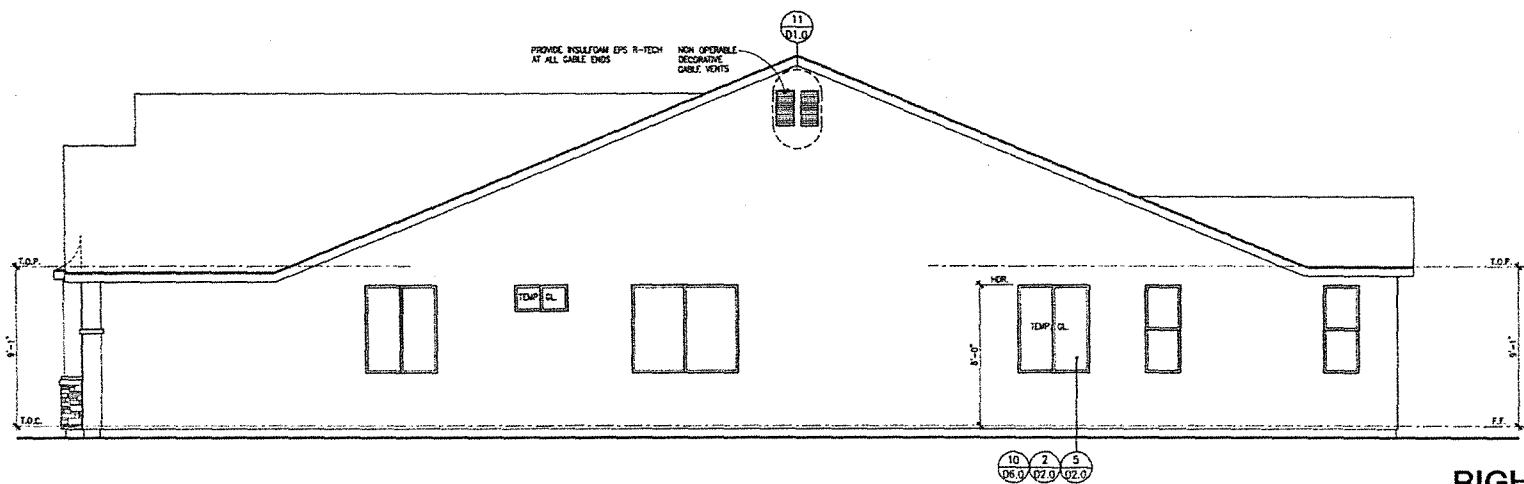 11
D1.0
PROVIDE INSULFOAM EPS R-TECH
AT ALL GABLE ENDS
NON OPERABLE
DECORATIVE
GABLE VENTS
T.O.P.
T.O.P.
HDR.
TEMP GL.
TEMP GL.
9'-1"
8'-0"
9'-1"
T.O.C.
F.F.
10
D6.0
2
D2.0
5
D2.0
RIGH